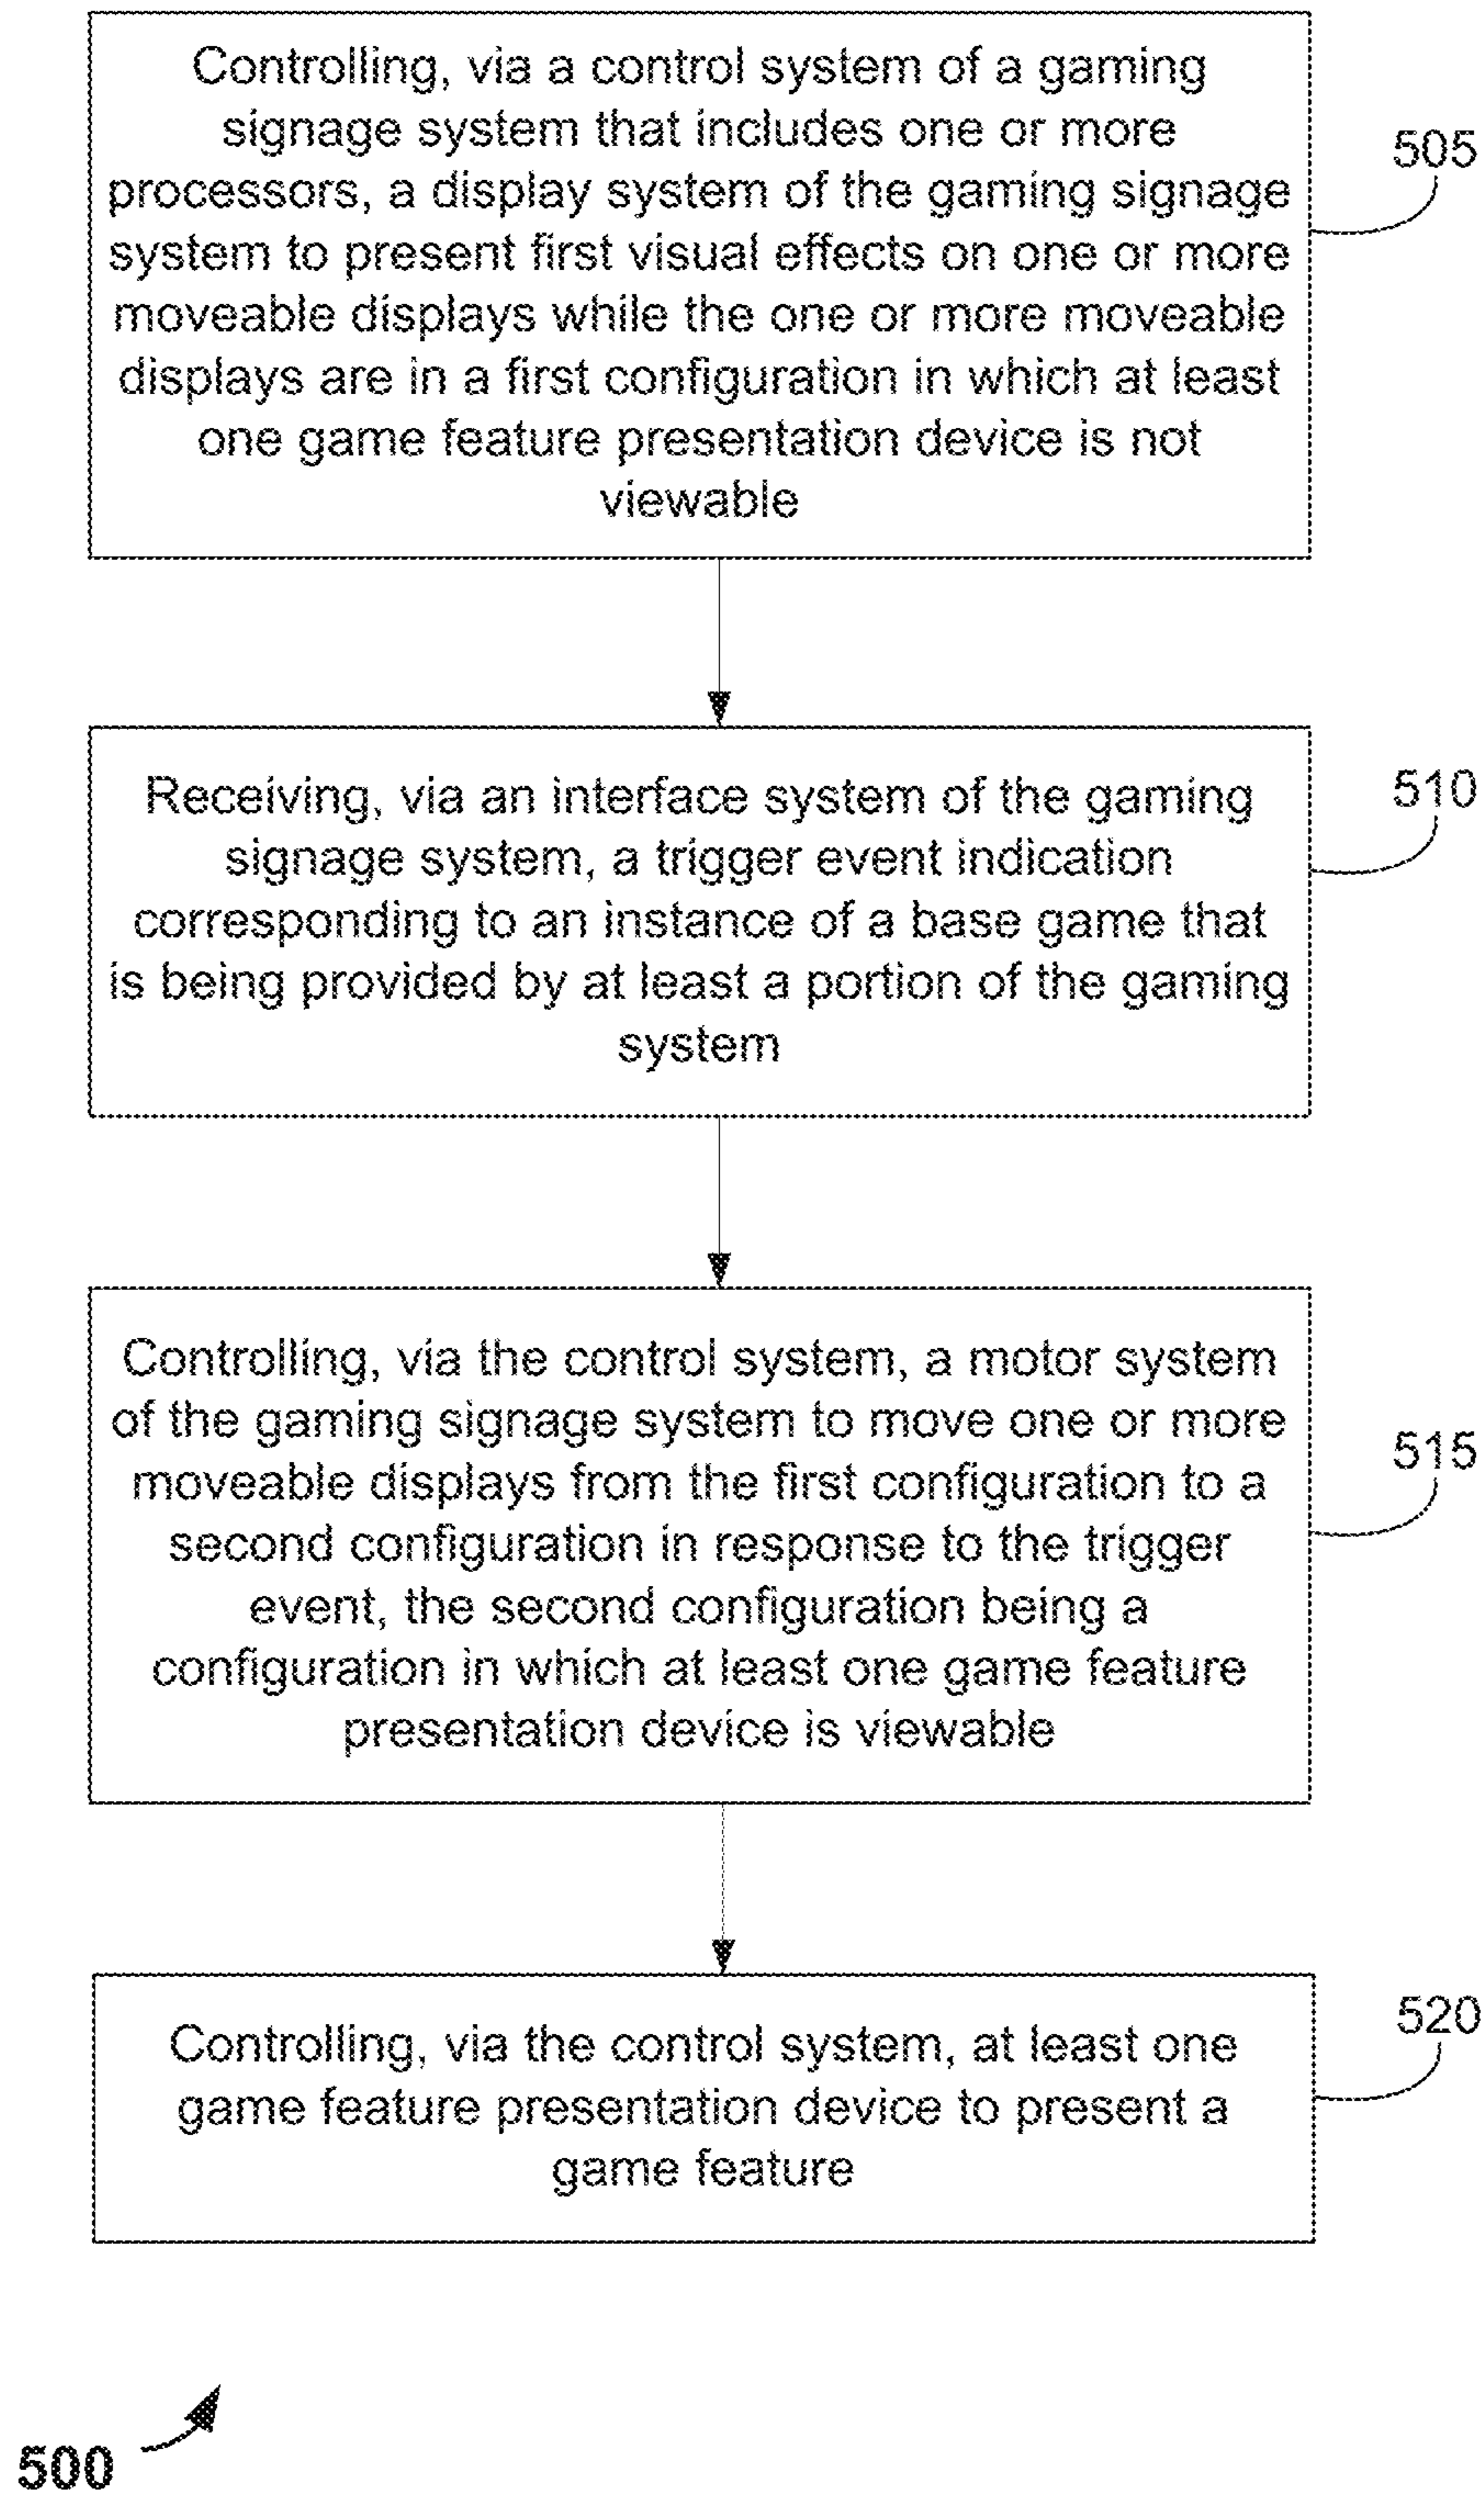 Controlling, via a control system of a gaming
signage system that includes one or more
processors, a display system of the gaming signage
system to present first visual effects on one or more
moveable displays while the one or more moveable
displays are in a first configuration in which at least
one game feature presentation device is not
viewable
505
Receiving, via an interface system of the gaming
signage system, a trigger event indication
corresponding to an instance of a base game that
is being provided by at least a portion of the gaming
system
510
Controlling, via the control system, a motor system
of the gaming signage system to move one or more
moveable displays from the first configuration to a
second configuration in response to the trigger
event, the second configuration being a
configuration in which at least one game feature
presentation device is viewable
515
Controlling, via the control system, at least one
game feature presentation device to present a
game feature
520
500